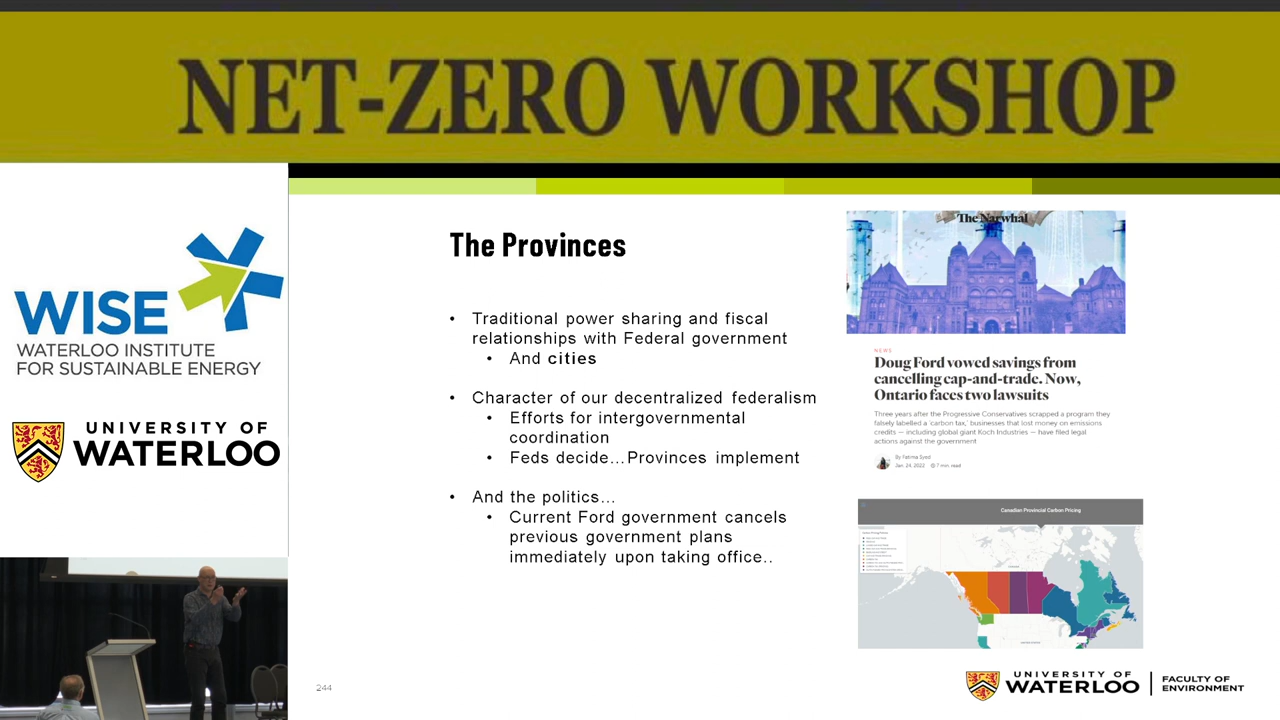 NET-ZERO WORKSHOP
WISE
WATERLOO INSTITUTE
FOR SUSTAINABLE ENERGY
UNIVERSITY OF
WATERLOO
The Provinces
• Traditional power sharing and fiscal
relationships with Federal government
• And cities
• Character of our decentralized federalism
• Efforts for intergovernmental
coordination
• Feds decide...Provinces implement
• And the politics...
• Current Ford government cancels
previous government plans
immediately upon taking office..
244
The Narwhal
NEWS
Doug Ford vowed savings from
cancelling cap-and-trade. Now,
Ontario faces two lawsuits
Three years after the Progressive Conservatives scrapped a program they
falsely labelled a 'carbon tax,' businesses that lost money on emissions
credits — including global giant Koch Industries — have filed legal
actions against the government
By Fatima Syed
Jan. 24, 2022 7 min. read
Canadian Provincial Carbon Pricing
UNIVERSITY OF
WATERLOO
FACULTY OF
ENVIRONMENT